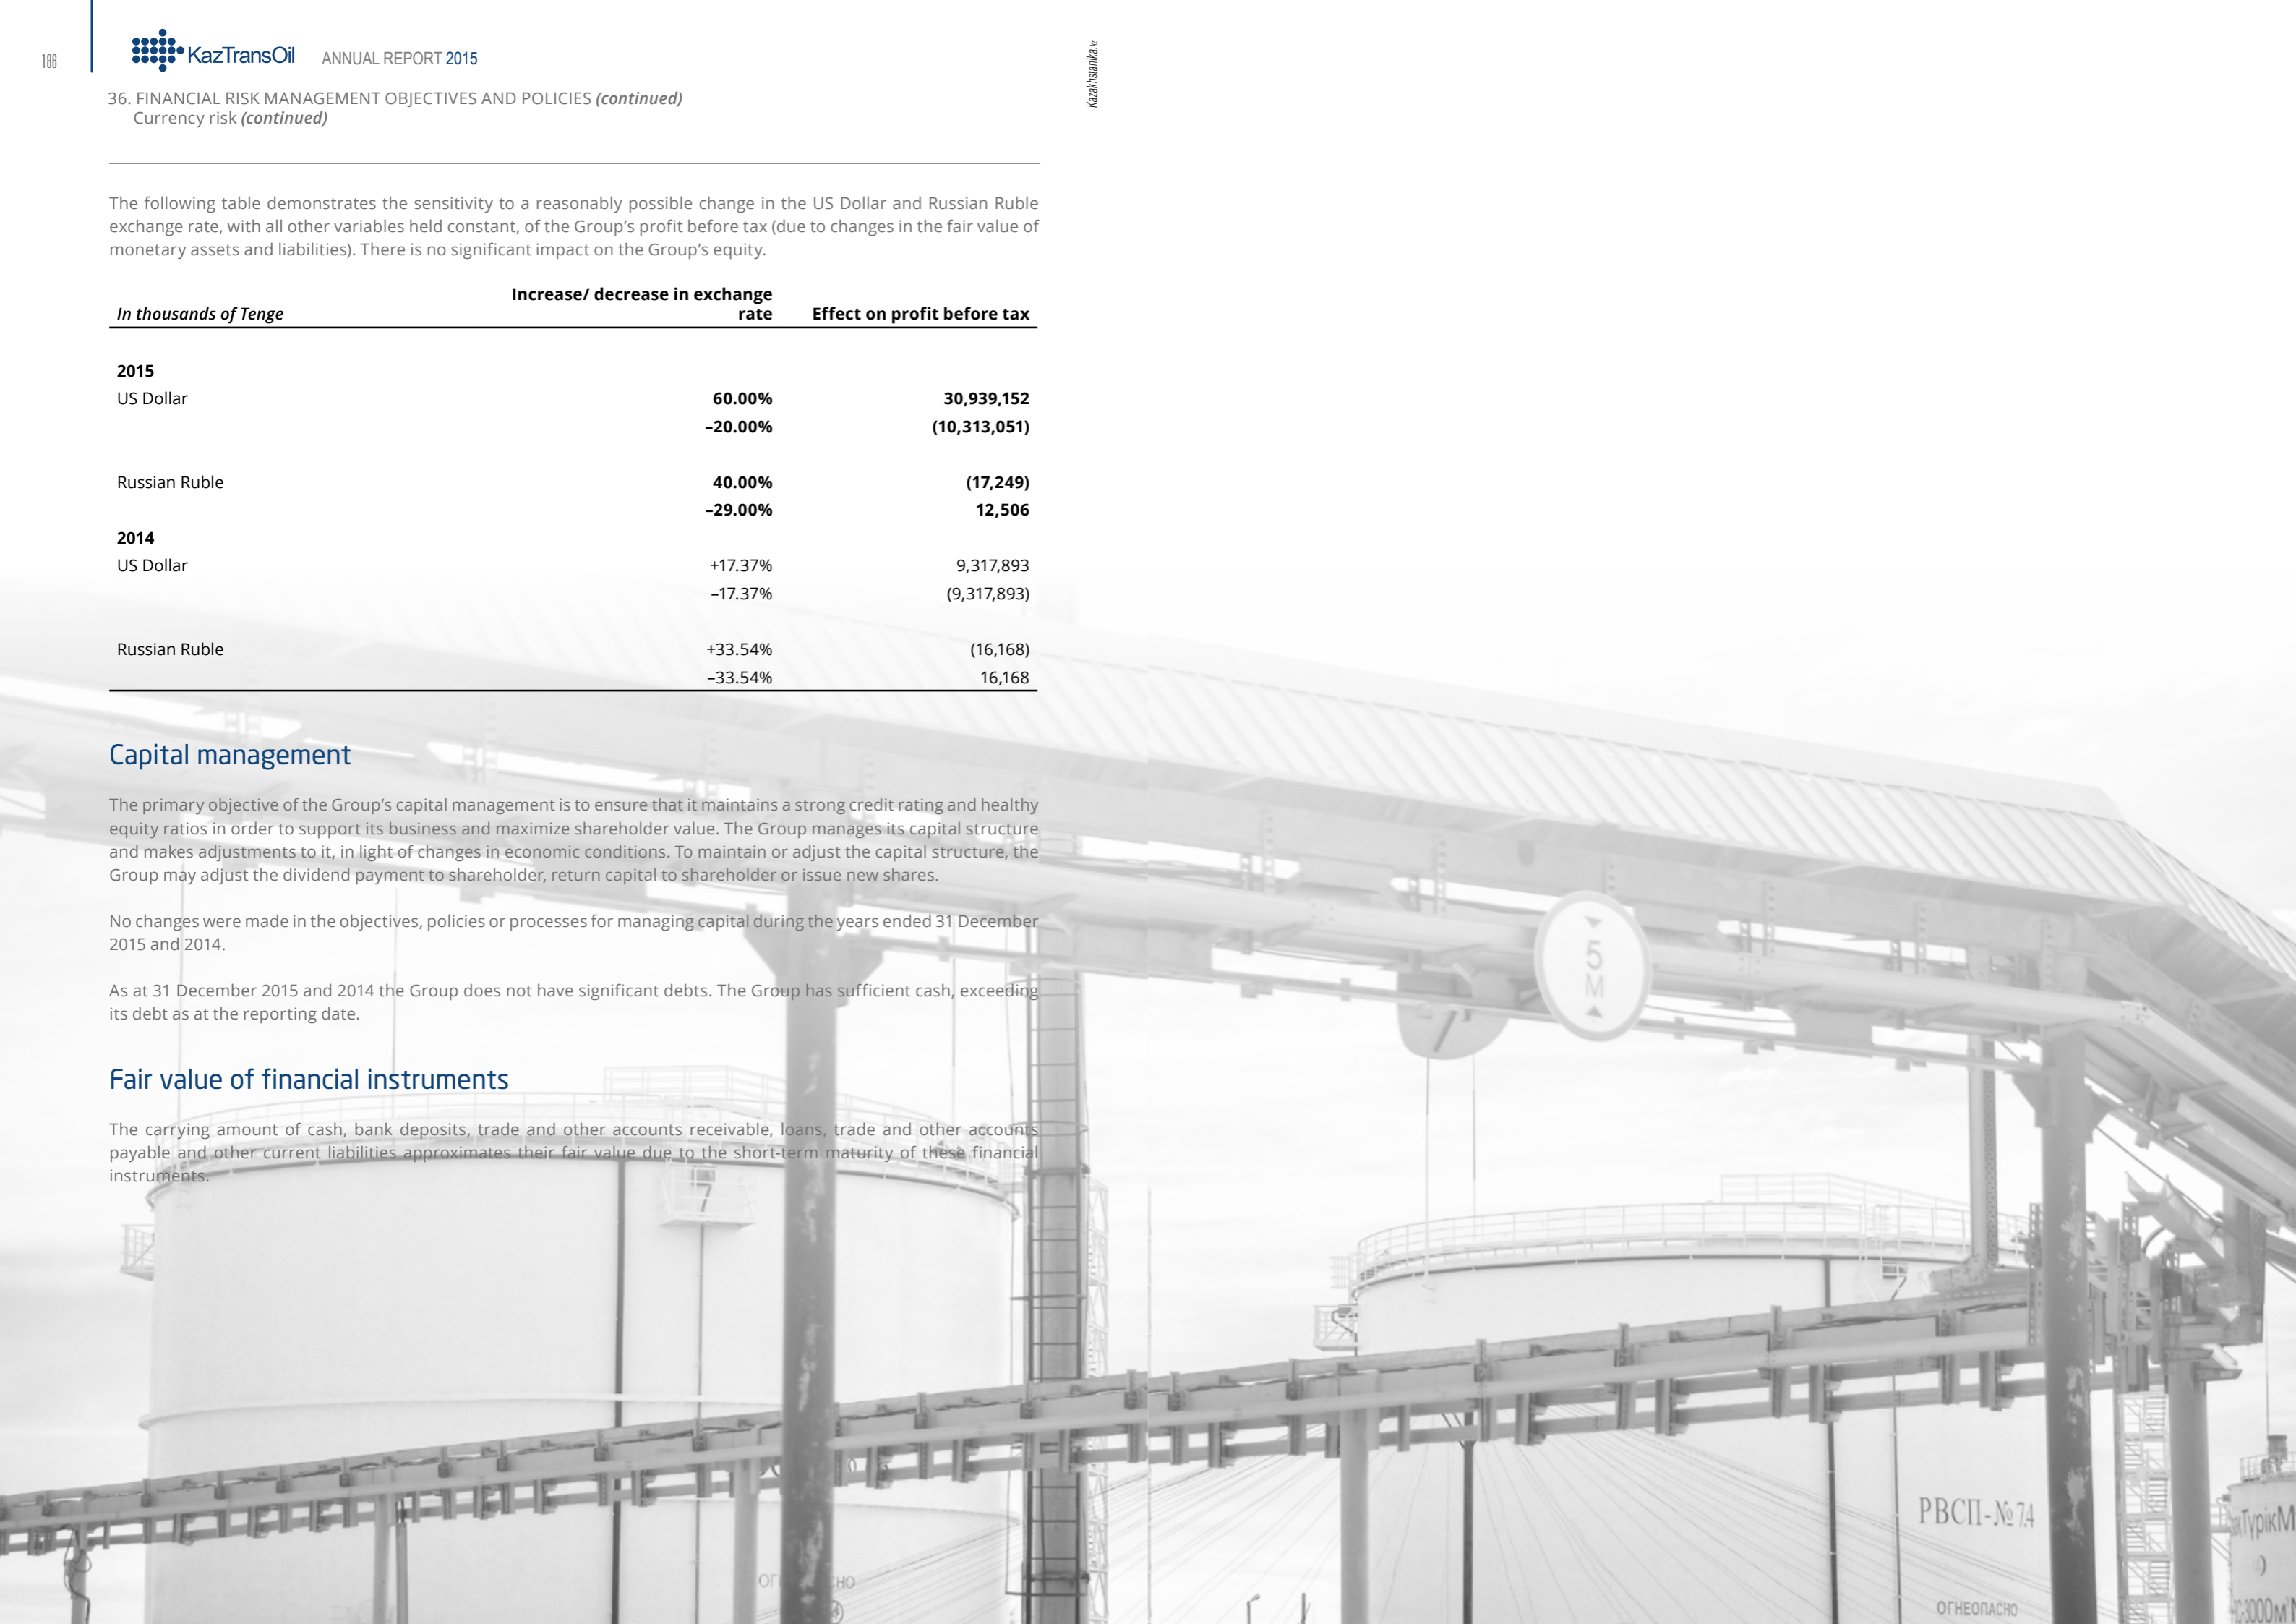 186
KazTransOil
ANNUAL REPORT 2015
Kazakhstanika.kz
36. FINANCIAL RISK MANAGEMENT OBJECTIVES AND POLICIES (continued)
Currency risk (continued)
The following table demonstrates the sensitivity to a reasonably possible change in the US Dollar and Russian Ruble
exchange rate, with all other variables held constant, of the Group’s profit before tax (due to changes in the fair value of
monetary assets and liabilities). There is no significant impact on the Group’s equity.
Increase/ decrease in exchange
In thousands of Tenge rate Effect on profit before tax
2015
US Dollar 60.00% 30,939,152
–20.00% (10,313,051)
Russian Ruble 40.00% (17,249)
–29.00% 12,506
2014
US Dollar +17.37% 9,317,893
–17.37% (9,317,893)
Russian Ruble +33.54% (16,168)
–33.54% 16,168
Capital management
The primary objective of the Group’s capital management is to ensure that it maintains a strong credit rating and healthy
equity ratios in order to support its business and maximize shareholder value. The Group manages its capital structure
and makes adjustments to it, in light of changes in economic conditions. To maintain or adjust the capital structure, the
Group may adjust the dividend payment to shareholder, return capital to shareholder or issue new shares.
No changes were made in the objectives, policies or processes for managing capital during the years ended 31 December
2015 and 2014.
As at 31 December 2015 and 2014 the Group does not have significant debts. The Group has sufficient cash, exceeding
its debt as at the reporting date.
Fair value of financial instruments
The carrying amount of cash, bank deposits, trade and other accounts receivable, loans, trade and other accounts
payable and other current liabilities approximates their fair value due to the short-term maturity of these financial
instruments.
5
М
РВСП-№ 74
ОГНЕОПАСНО